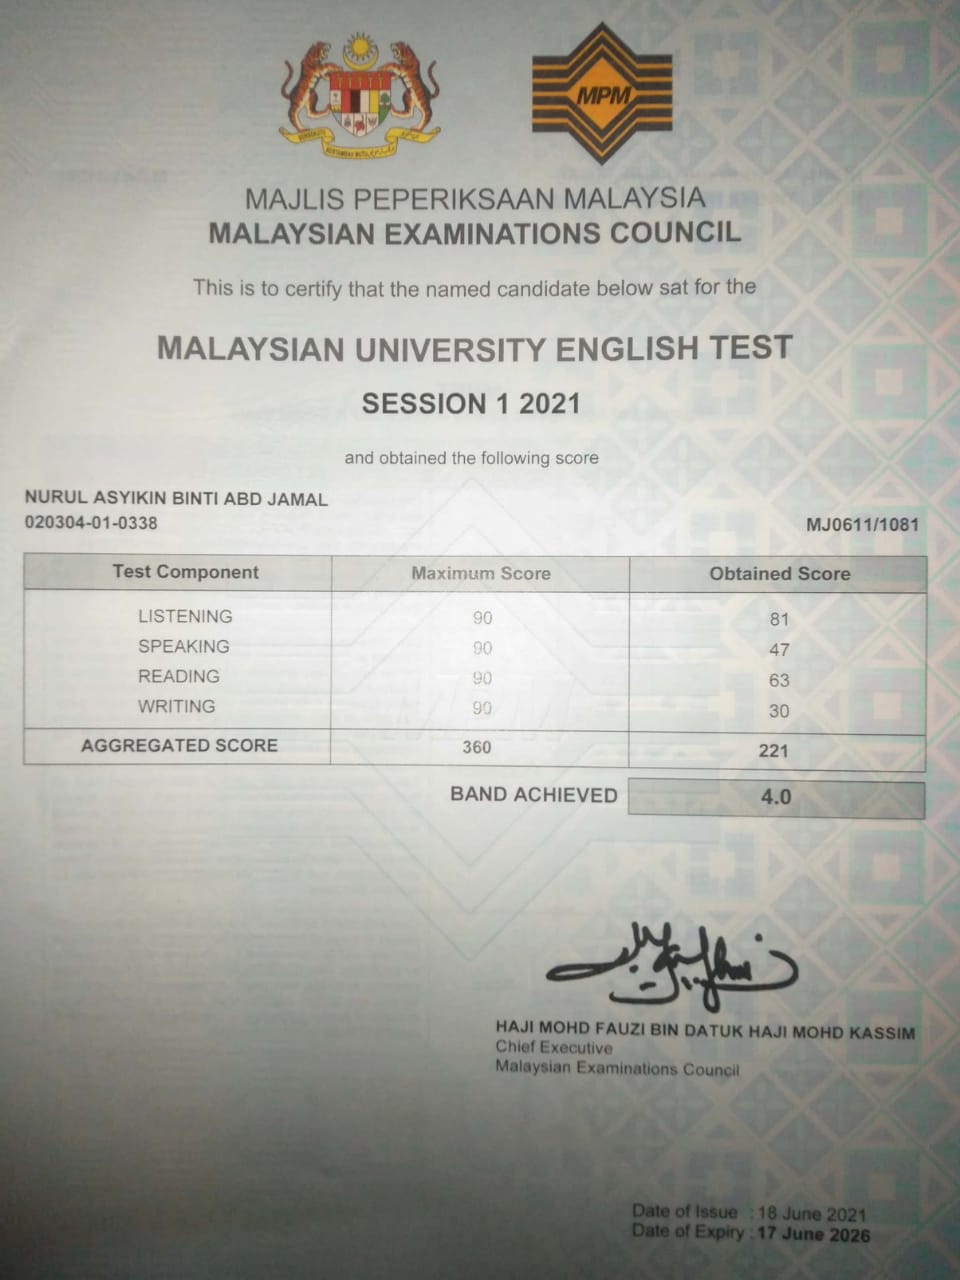 MPM
MAJLIS PEPERIKSAAN MALAYSIA
MALAYSIAN EXAMINATIONS COUNCIL
This is to certify that the named candidate below sat for the
MALAYSIAN UNIVERSITY ENGLISH TEST
SESSION 1 2021
and obtained the following score
NURUL ASYIKIN BINTI ABD JAMAL
020304-01-0338 MJ0611/1081
Test Component Maximum Score Obtained Score
LISTENING 90 81
SPEAKING 90 47
READING 90 63
WRITING 90 30
AGGREGATED SCORE 360 221
BAND ACHIEVED 4.0
HAJI MOHD FAUZI BIN DATUK HAJI MOHD KASSIM
Chief Executive
Malaysian Examinations Council
Date of Issue : 18 June 2021
Date of Expiry : 17 June 2026